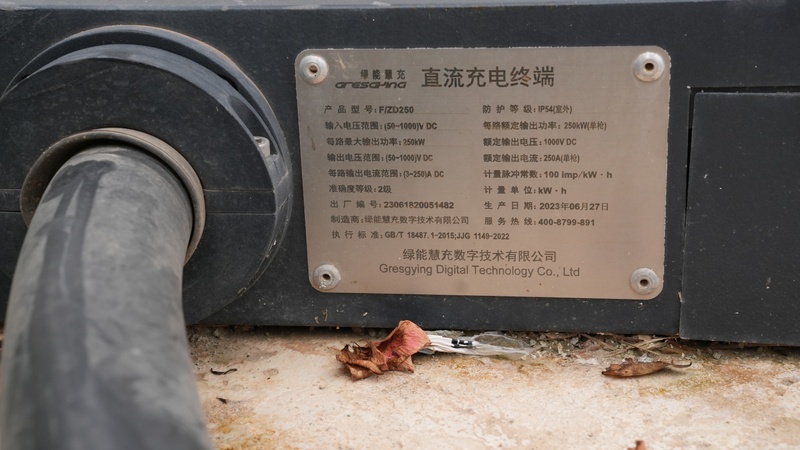 绿能慧充
Gresgying
直流充电终端
产品型号:F/ZD250
防护等级:IP54(室外)
输入电压范围:(50~1000)V DC
每路额定输出功率:250kW(单枪)
每路最大输出功率:250kW
额定输出电压:1000V DC
输出电压范围:(50~1000)V DC
额定输出电流:250A(单枪)
每路输出电流范围:(3~250)A DC
计量脉冲常数:100 imp/kW·h
准确度等级:2级
计量单位:kW·h
出厂编号:23061820051482
生产日期:2023年06月27日
制造商:绿能慧充数字技术有限公司
服务热线:400-8799-891
执行标准:GB/T 18487.1-2015;JJG 1149-2022
绿能慧充数字技术有限公司
Gresgying Digital Technology Co., Ltd